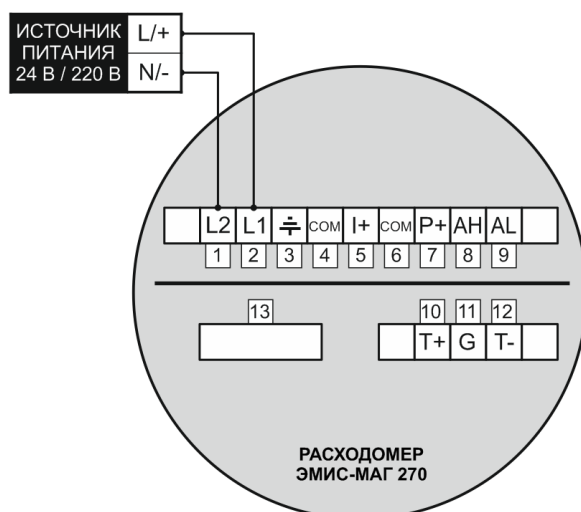 ИСТОЧНИК ПИТАНИЯ 24 В / 220 В
L/+
N/-
L2 L1 COM I+ COM P+ AH AL
1 2 3 4 5 6 7 8 9
13 10 11 12
T+ G T-
РАСХОДОМЕР
ЭМИС-МАГ 270